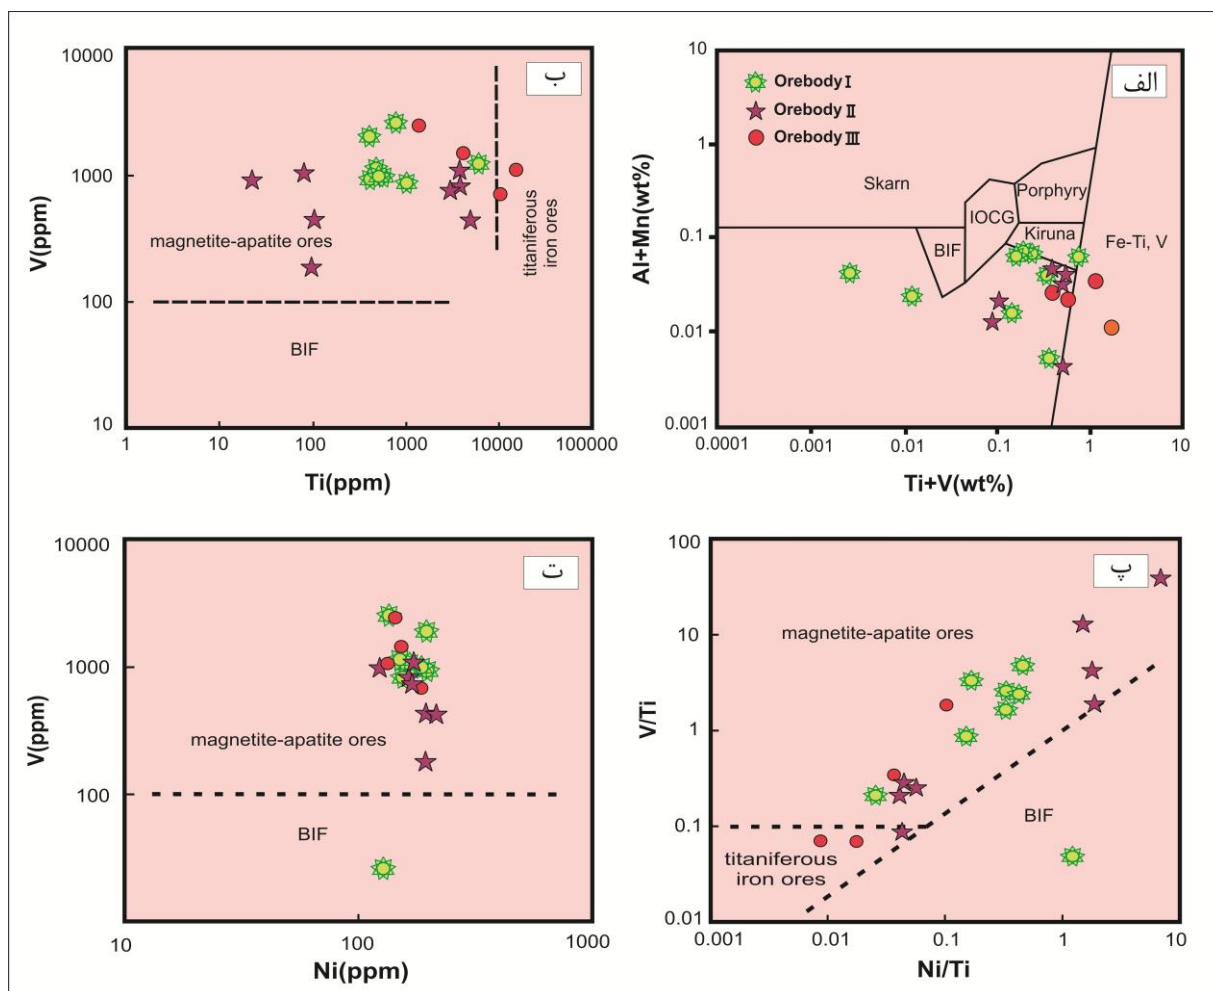 ب
10000
1000
100
10
V(ppm)
magnetite-apatite ores
titaniferous
iron ores
BIF
1
10
100
1000
10000
100000
Ti(ppm)
الف
Orebody I
Orebody II
Orebody III
10
1
0.1
0.01
0.001
Al+Mn(wt%)
Skarn
Porphyry
IOCG
Kiruna
BIF
Fe-Ti, V
0.0001
0.001
0.01
0.1
1
10
Ti+V(wt%)
ت
10000
1000
100
V(ppm)
magnetite-apatite ores
BIF
10
100
1000
Ni(ppm)
پ
100
10
1
0.1
0.01
V/Ti
magnetite-apatite ores
BIF
titaniferous
iron ores
0.001
0.01
0.1
1
10
Ni/Ti